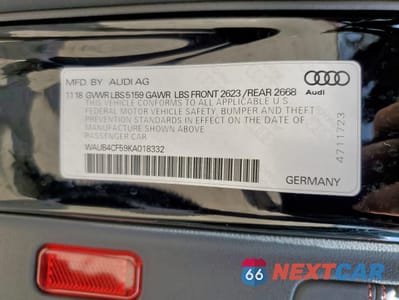 MFD. BY AUDI AG
11 18 GVWR LBS 5159 GAWR LBS FRONT 2623 / REAR 2668
THIS VEHICLE CONFORMS TO ALL APPLICABLE U S
FEDERAL MOTOR VEHICLE SAFETY, BUMPER AND THEFT
PREVENTION STANDARDS IN EFFECT ON THE DATE OF
MANUFACTURE SHOWN ABOVE
PASSENGER CAR
WAUB4CF59KA018332
GERMANY
Audi
4711723
66 NEXTCAR